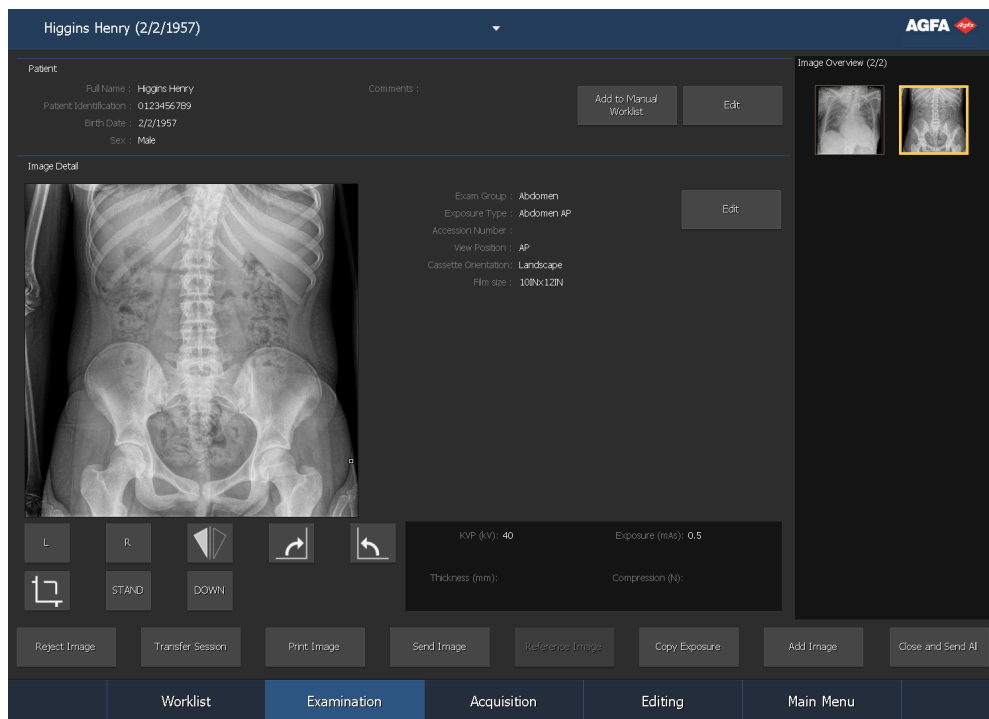 Higgins Henry (2/2/1957)
AGFA
Agfa
Patient
Full Name : Higgins Henry
Patient Identification : 0123456789
Birth Date : 2/2/1957
Sex : Male
Comments :
Add to Manual
Worklist
Edit
Image Overview (2/2)
Image Detail
Exam Group : Abdomen
Exposure Type : Abdomen AP
Accession Number :
View Position : AP
Cassette Orientation: Landscape
Film size : 10INx12IN
Edit
L
R
STAND
DOWN
KVP (kV): 40
Exposure (mAs): 0.5
Thickness (mm):
Compression (N):
Reject Image
Transfer Session
Print Image
Send Image
Reference Image
Copy Exposure
Add Image
Close and Send All
Worklist
Examination
Acquisition
Editing
Main Menu